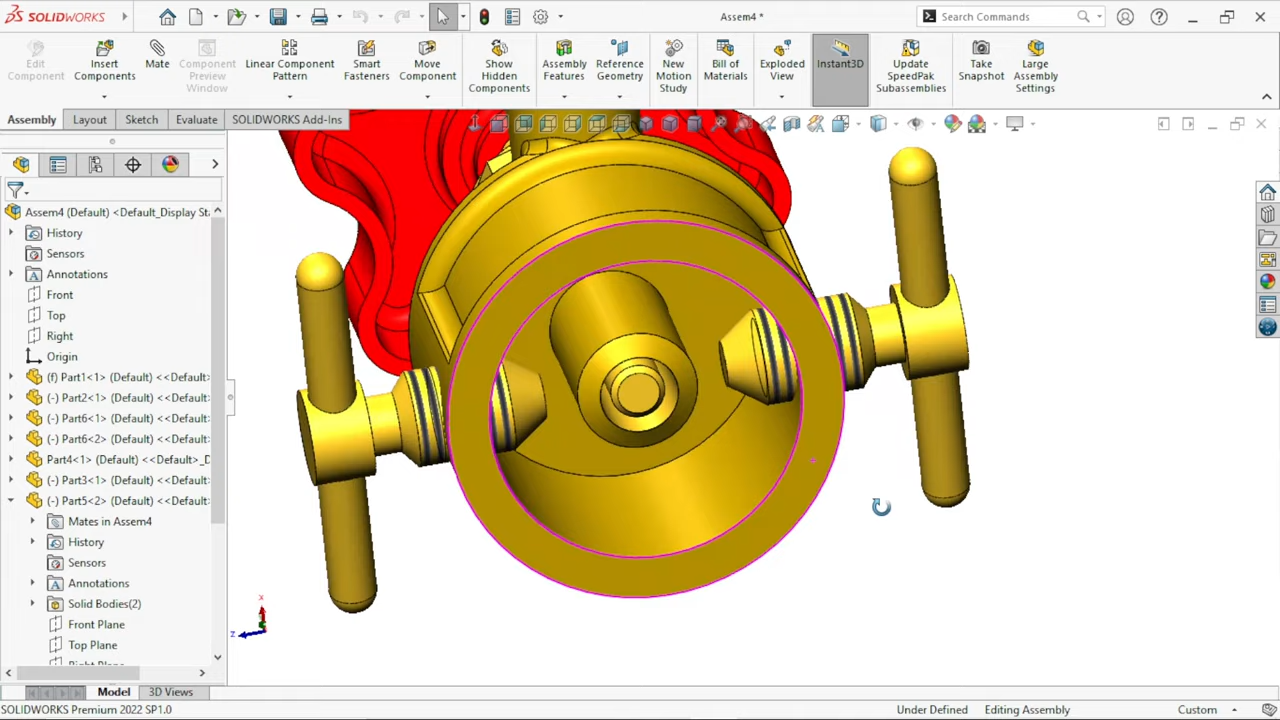 SOLIDWORKS
Assem4 *
Search Commands
Edit Component
Insert Components
Mate
Component Preview Window
Linear Component Pattern
Smart Fasteners
Move Component
Show Hidden Components
Assembly Features
Reference Geometry
New Motion Study
Bill of Materials
Exploded View
Instant3D
Update SpeedPak Subassemblies
Take Snapshot
Large Assembly Settings
Assembly
Layout
Sketch
Evaluate
SOLIDWORKS Add-Ins
Assem4 (Default) <Default_Display Sta
History
Sensors
Annotations
Front
Top
Right
Origin
(f) Part1<1> (Default) <<Default>
(-) Part2<1> (Default) <<Default>
(-) Part6<1> (Default) <<Default>
(-) Part6<2> (Default) <<Default>
Part4<1> (Default) <<Default>_D
(-) Part3<1> (Default) <<Default>
(-) Part5<2> (Default) <<Default>
Mates in Assem4
History
Sensors
Annotations
Solid Bodies(2)
Front Plane
Top Plane
Right Plane
x
z
Model
3D Views
SOLIDWORKS Premium 2022 SP1.0
Under Defined
Editing Assembly
Custom